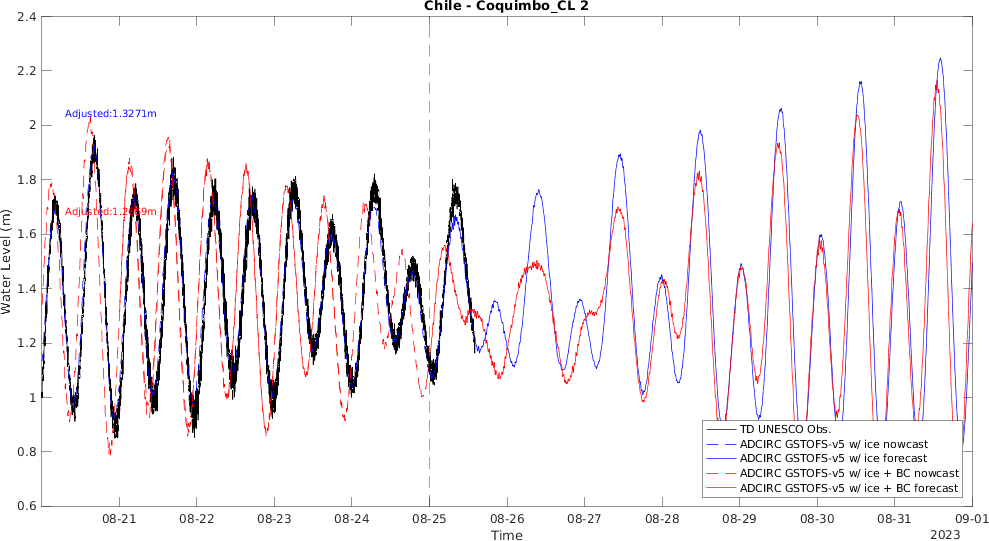 Chile - Coquimbo_CL 2
2.4
2.2
2
1.8
1.6
1.4
1.2
1
0.8
0.6
Water Level (m)
Adjusted:1.3271m
TD UNESCO Obs.
ADCIRC GSTOFS-v5 w/ ice nowcast
ADCIRC GSTOFS-v5 w/ ice forecast
ADCIRC GSTOFS-v5 w/ ice + BC nowcast
ADCIRC GSTOFS-v5 w/ ice + BC forecast
08-21 08-22 08-23 08-24 08-25 08-26 08-27 08-28 08-29 08-30 08-31 09-01
Time
2023